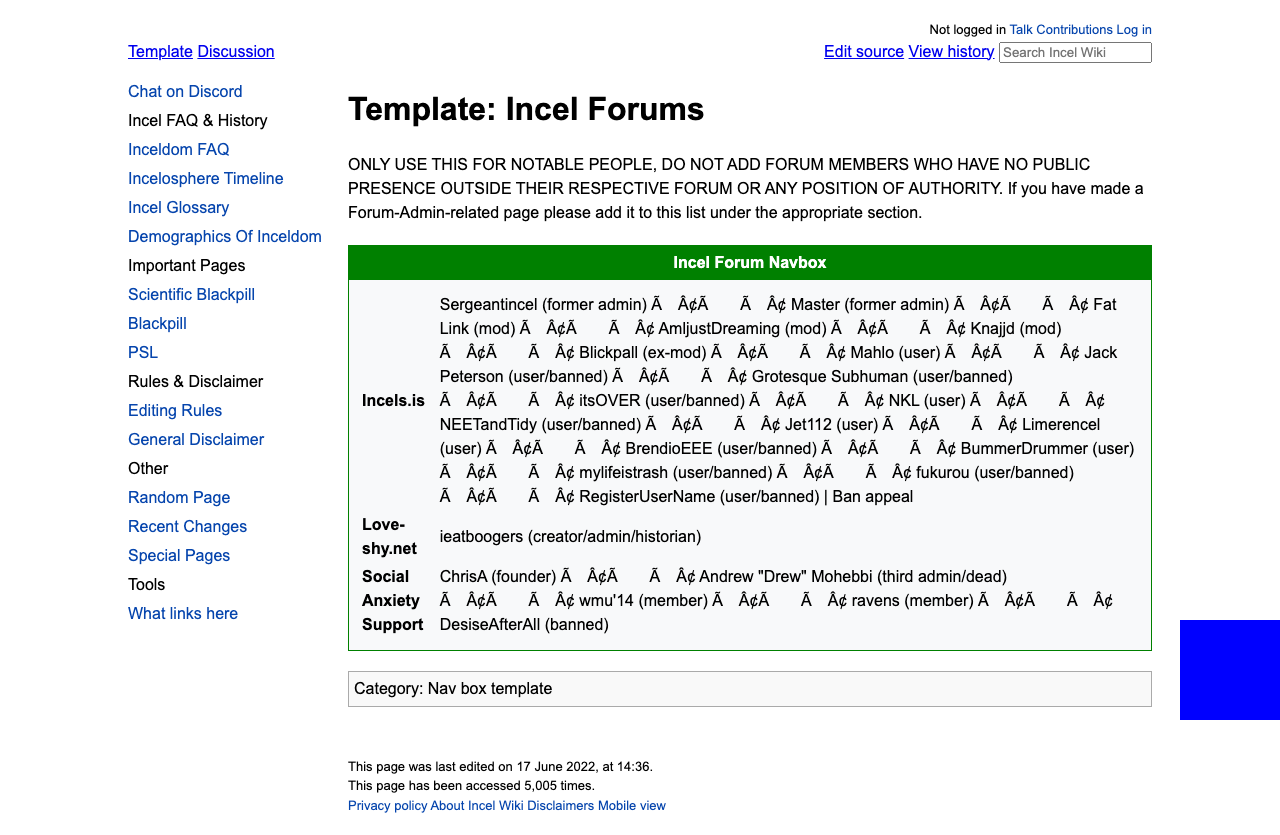 Not logged in Talk Contributions Log in
Template Discussion
Edit source View history Search Incel Wiki
Chat on Discord
Incel FAQ & History
Inceldom FAQ
Incelosphere Timeline
Incel Glossary
Demographics Of Inceldom
Important Pages
Scientific Blackpill
Blackpill
PSL
Rules & Disclaimer
Editing Rules
General Disclaimer
Other
Random Page
Recent Changes
Special Pages
Tools
What links here
Template: Incel Forums
ONLY USE THIS FOR NOTABLE PEOPLE, DO NOT ADD FORUM MEMBERS WHO HAVE NO PUBLIC
PRESENCE OUTSIDE THEIR RESPECTIVE FORUM OR ANY POSITION OF AUTHORITY. If you have made a
Forum-Admin-related page please add it to this list under the appropriate section.
Incel Forum Navbox
Incels.is
Sergeantincel (former admin) Ã Â¢Ã Ã Â¢ Master (former admin) Ã Â¢Ã Ã Â¢ Fat
Link (mod) Ã Â¢Ã Ã Â¢ AmljustDreaming (mod) Ã Â¢Ã Ã Â¢ Knajjd (mod)
Ã Â¢Ã Ã Â¢ Blickpall (ex-mod) Ã Â¢Ã Ã Â¢ Mahlo (user) Ã Â¢Ã Ã Â¢ Jack
Peterson (user/banned) Ã Â¢Ã Ã Â¢ Grotesque Subhuman (user/banned)
Ã Â¢Ã Ã Â¢ itsOVER (user/banned) Ã Â¢Ã Ã Â¢ NKL (user) Ã Â¢Ã Ã Â¢
NEETandTidy (user/banned) Ã Â¢Ã Ã Â¢ Jet112 (user) Ã Â¢Ã Ã Â¢ Limerencel
(user) Ã Â¢Ã Ã Â¢ BrendioEEE (user/banned) Ã Â¢Ã Ã Â¢ BummerDrummer (user)
Ã Â¢Ã Ã Â¢ mylifeistrash (user/banned) Ã Â¢Ã Ã Â¢ fukurou (user/banned)
Ã Â¢Ã Ã Â¢ RegisterUserName (user/banned) | Ban appeal
Love-
shy.net
ieatboogers (creator/admin/historian)
Social
Anxiety
Support
ChrisA (founder) Ã Â¢Ã Ã Â¢ Andrew "Drew" Mohebbi (third admin/dead)
Ã Â¢Ã Ã Â¢ wmu'14 (member) Ã Â¢Ã Ã Â¢ ravens (member) Ã Â¢Ã Ã Â¢
DesiseAfterAll (banned)
Category: Nav box template
This page was last edited on 17 June 2022, at 14:36.
This page has been accessed 5,005 times.
Privacy policy About Incel Wiki Disclaimers Mobile view